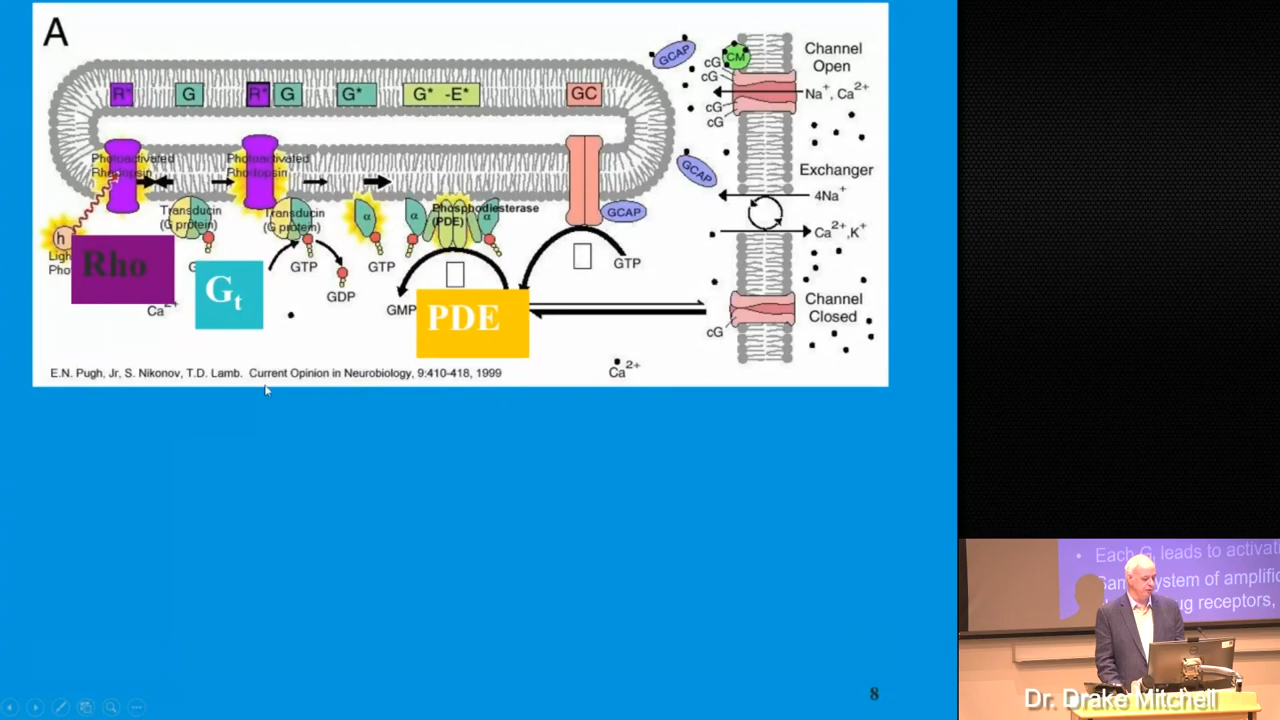 A
R*
G
R*
G
G*
G* -E*
GC
GCAP
CM
cG
cG
cG
cG
Channel
Open
Na+, Ca2+
Photoactivated
Rhodopsin
Photoactivated
Rhodopsin
Exchanger
GCAP
4Na+
Transducin
(G protein)
Transducin
(G protein)
α
α
Phosphodiesterase
(PDE)
α
GCAP
Ca2+,K+
h
Rho
GTP
GDP
GTP
GTP
Gt
Ca2+
GMP
PDE
Channel
Closed
cG
E.N. Pugh, Jr, S. Nikonov, T.D. Lamb. Current Opinion in Neurobiology, 9:410-418, 1999
Ca2+
8
• Each Gt leads to
receptors,
Dr. Drake Mitchell